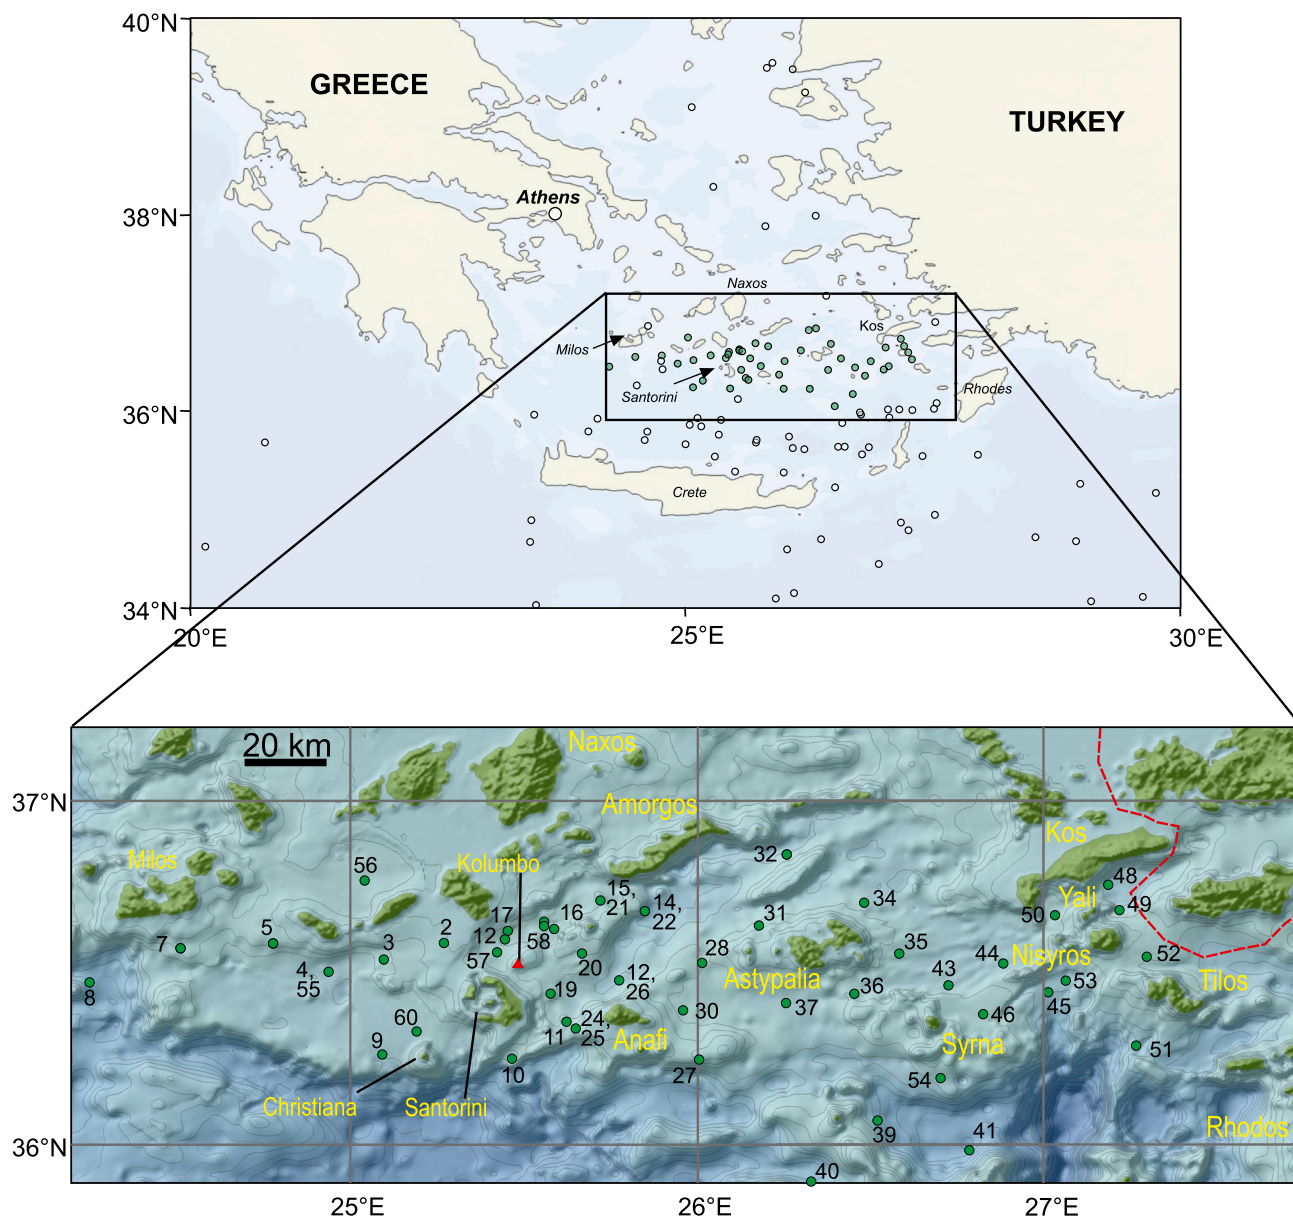 40°N
GREECE
TURKEY
Athens
38°N
Naxos
Kos
Milos
Santorini
Rhodes
36°N
Crete
34°N
20°E
25°E
30°E
20 km
Naxos
37°N
Amorgos
Kos
Milos
Kolumbo
32
56
48
Yali
15,
21
14,
22
34
49
50
17
16
5
2
12
31
7
3
58
57
35
44
Nisyros
52
28
20
4,
55
12,
26
Astypalia
43
53
Tilos
8
19
36
45
37
30
46
60
24,
25
11
Anafi
9
Syrna
51
10
27
54
Christiana
Santorini
39
41
Rhodos
36°N
40
25°E
26°E
27°E